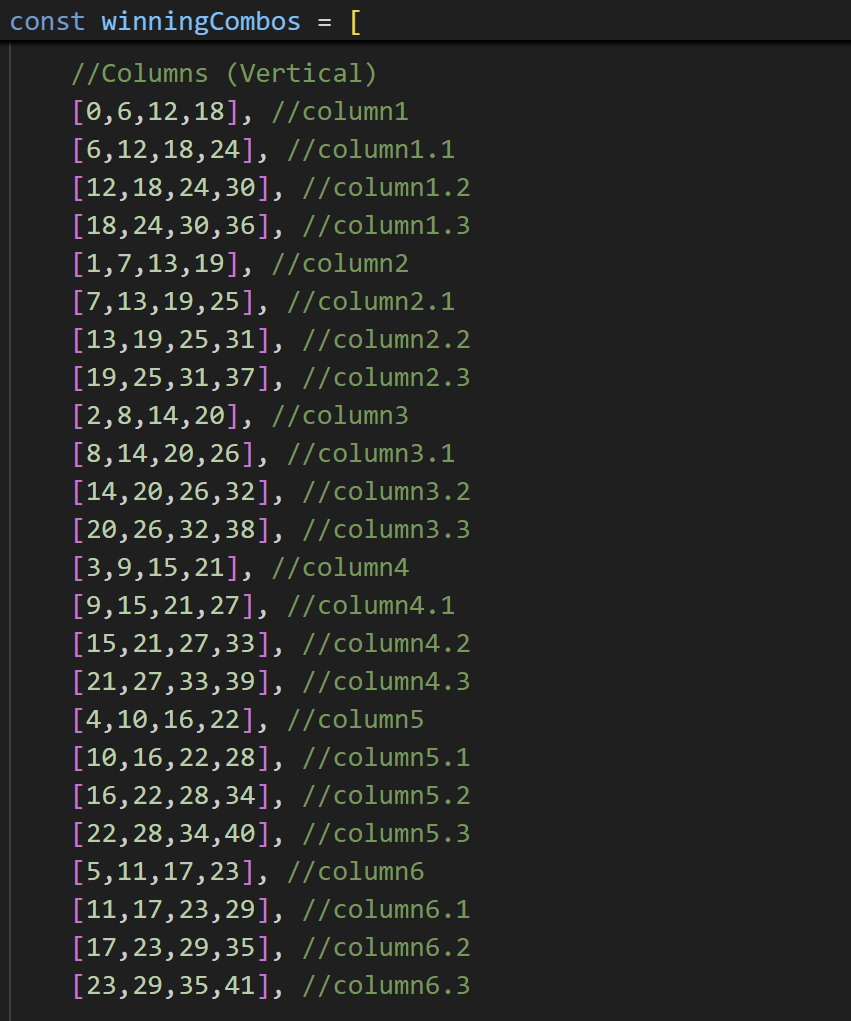 const winningCombos = [
//Columns (Vertical)
[0,6,12,18], //column1
[6,12,18,24], //column1.1
[12,18,24,30], //column1.2
[18,24,30,36], //column1.3
[1,7,13,19], //column2
[7,13,19,25], //column2.1
[13,19,25,31], //column2.2
[19,25,31,37], //column2.3
[2,8,14,20], //column3
[8,14,20,26], //column3.1
[14,20,26,32], //column3.2
[20,26,32,38], //column3.3
[3,9,15,21], //column4
[9,15,21,27], //column4.1
[15,21,27,33], //column4.2
[21,27,33,39], //column4.3
[4,10,16,22], //column5
[10,16,22,28], //column5.1
[16,22,28,34], //column5.2
[22,28,34,40], //column5.3
[5,11,17,23], //column6
[11,17,23,29], //column6.1
[17,23,29,35], //column6.2
[23,29,35,41], //column6.3